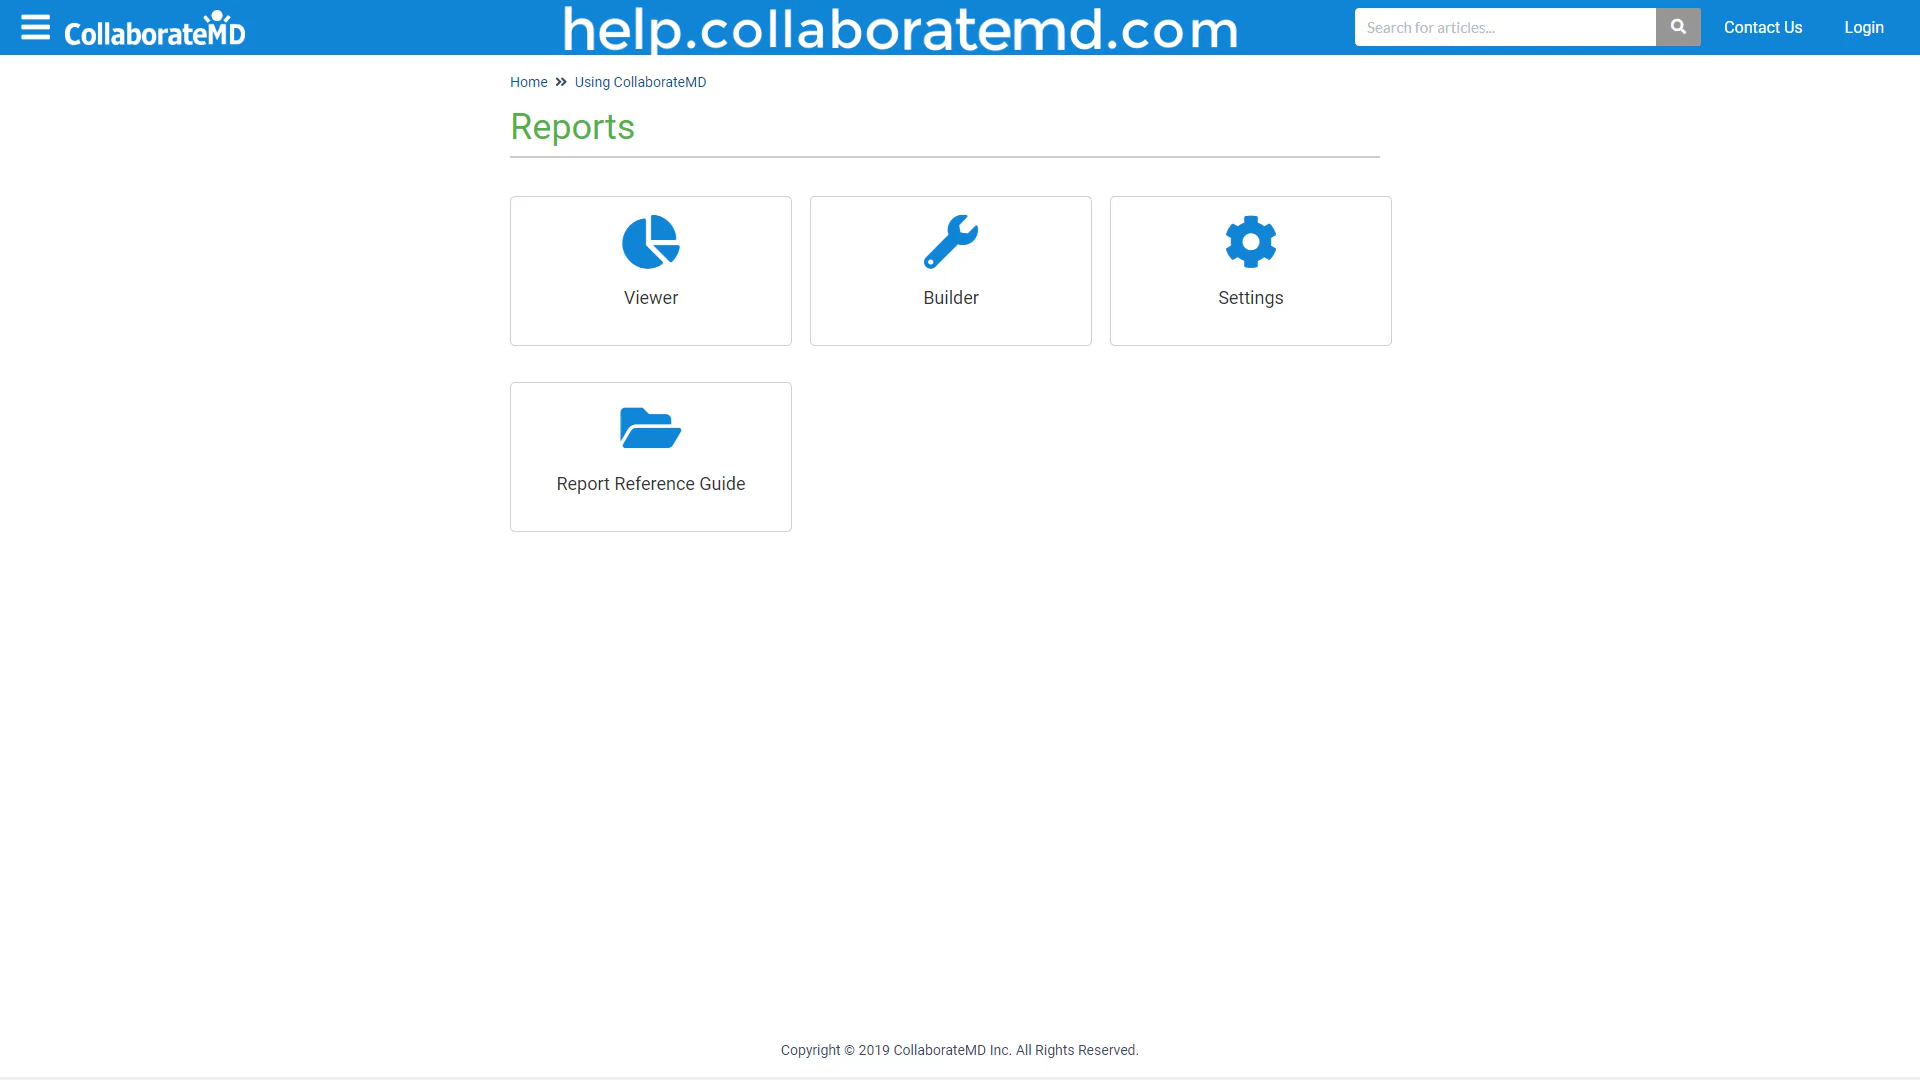 CollaborateMD
help.collaboratemd.com
Search for articles...
Contact Us
Login
Home » Using CollaborateMD
Reports
Viewer
Builder
Settings
Report Reference Guide
Copyright © 2019 CollaborateMD Inc. All Rights Reserved.